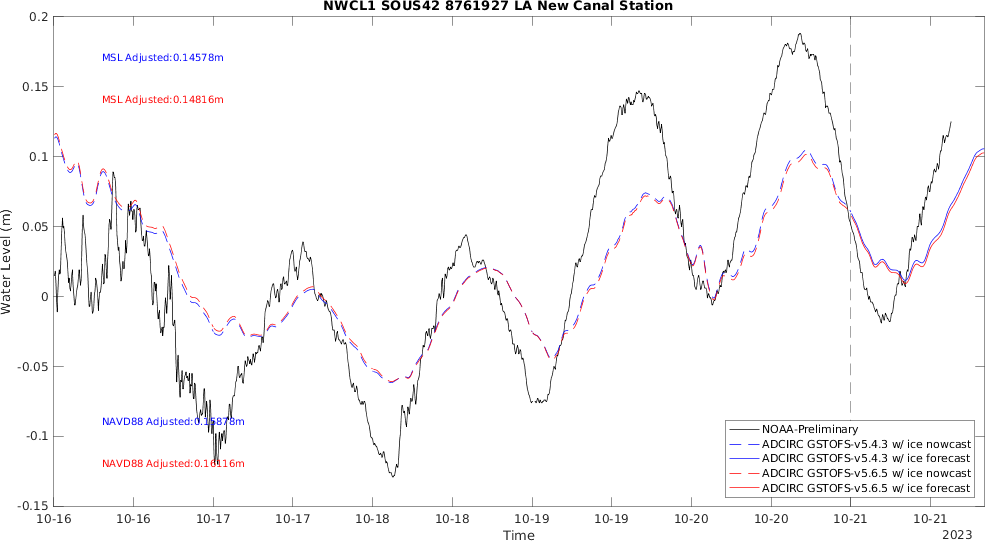 NWCL1 SOUS42 8761927 LA New Canal Station
0.2
0.15
0.1
0.05
0
-0.05
-0.1
-0.15
Water Level (m)
MSL Adjusted:0.14578m
MSL Adjusted:0.14816m
NAVD88 Adjusted:0.15878m
NAVD88 Adjusted:0.16116m
NOAA-Preliminary
ADCIRC GSTOFS-v5.4.3 w/ ice nowcast
ADCIRC GSTOFS-v5.4.3 w/ ice forecast
ADCIRC GSTOFS-v5.6.5 w/ ice nowcast
ADCIRC GSTOFS-v5.6.5 w/ ice forecast
10-16 10-16 10-17 10-17 10-18 10-18 10-19 10-19 10-20 10-20 10-21 10-21
Time
2023